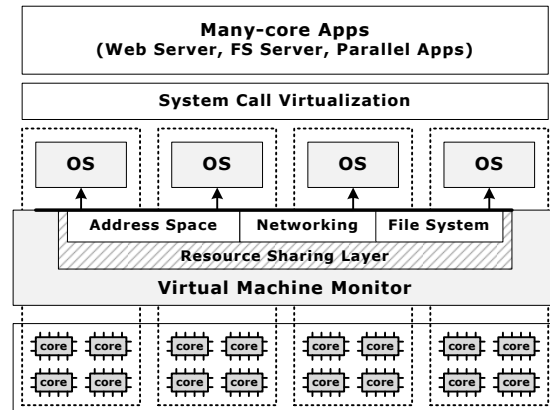 Many-core Apps
(Web Server, FS Server, Parallel Apps)
System Call Virtualization
OS OS OS OS
Address Space Networking File System
Resource Sharing Layer
Virtual Machine Monitor
core core core core core core core core
core core core core core core core core